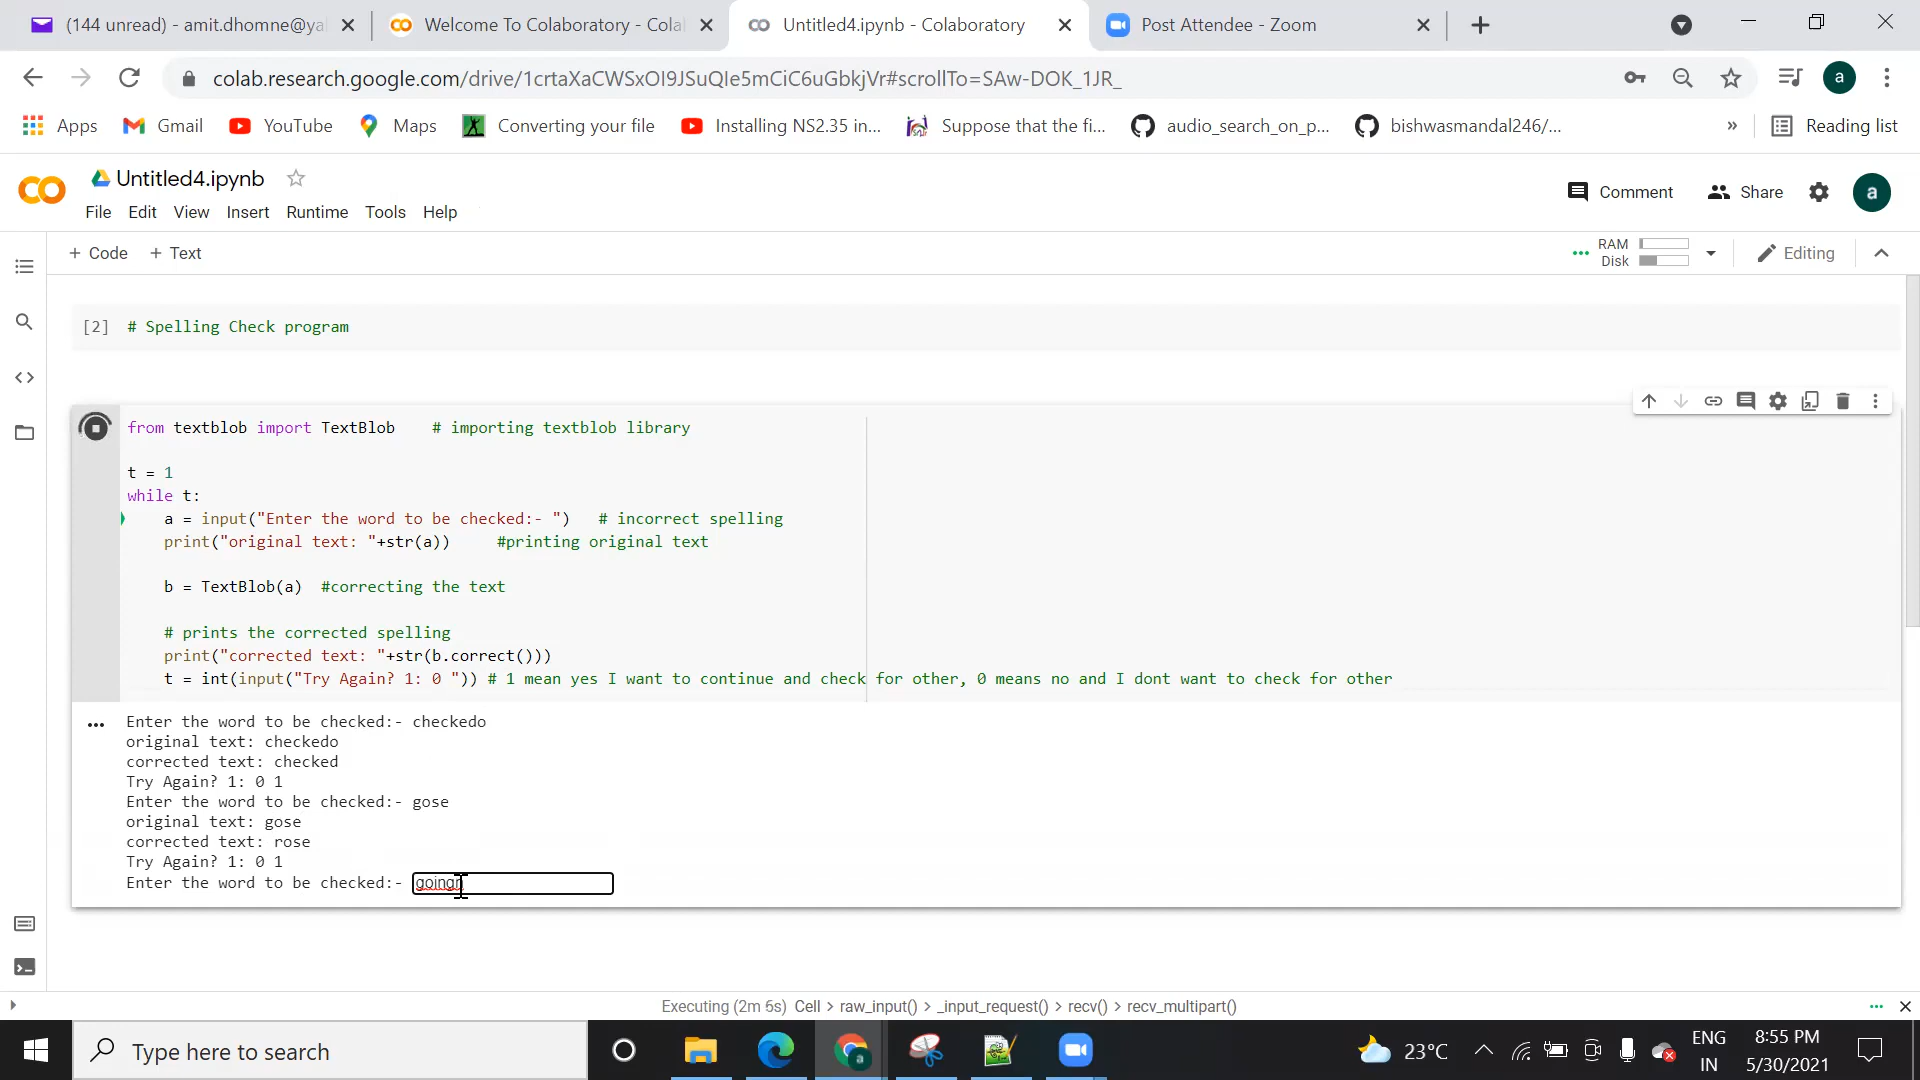 (144 unread) - amit.dhomne@ya
Welcome To Colaboratory - Cola
Untitled4.ipynb - Colaboratory
Post Attendee - Zoom
colab.research.google.com/drive/1crtaXaCWSxOI9JSuQIe5mCiC6uGbkjVr#scrollTo=SAw-DOK_1JR_
a
Apps
Gmail
YouTube
Maps
Converting your file
Installing NS2.35 in...
Suppose that the fi...
audio_search_on_p...
bishwasmandal246/...
»
Reading list
Untitled4.ipynb
Comment
Share
a
File Edit View Insert Runtime Tools Help
+ Code + Text
RAM
Disk
Editing
[2] # Spelling Check program
from textblob import TextBlob # importing textblob library
t = 1
while t:
a = input("Enter the word to be checked:- ") # incorrect spelling
print("original text: "+str(a)) #printing original text
b = TextBlob(a) #correcting the text
# prints the corrected spelling
print("corrected text: "+str(b.correct()))
t = int(input("Try Again? 1: 0 ")) # 1 mean yes I want to continue and check for other, 0 means no and I dont want to check for other
Enter the word to be checked:- checkedo
original text: checkedo
corrected text: checked
Try Again? 1: 0 1
Enter the word to be checked:- gose
original text: gose
corrected text: rose
Try Again? 1: 0 1
Enter the word to be checked:-
Executing (2m 6s) Cell > raw_input() > _input_request() > recv() > recv_multipart()
Type here to search
23°C
ENG
IN
8:55 PM
5/30/2021